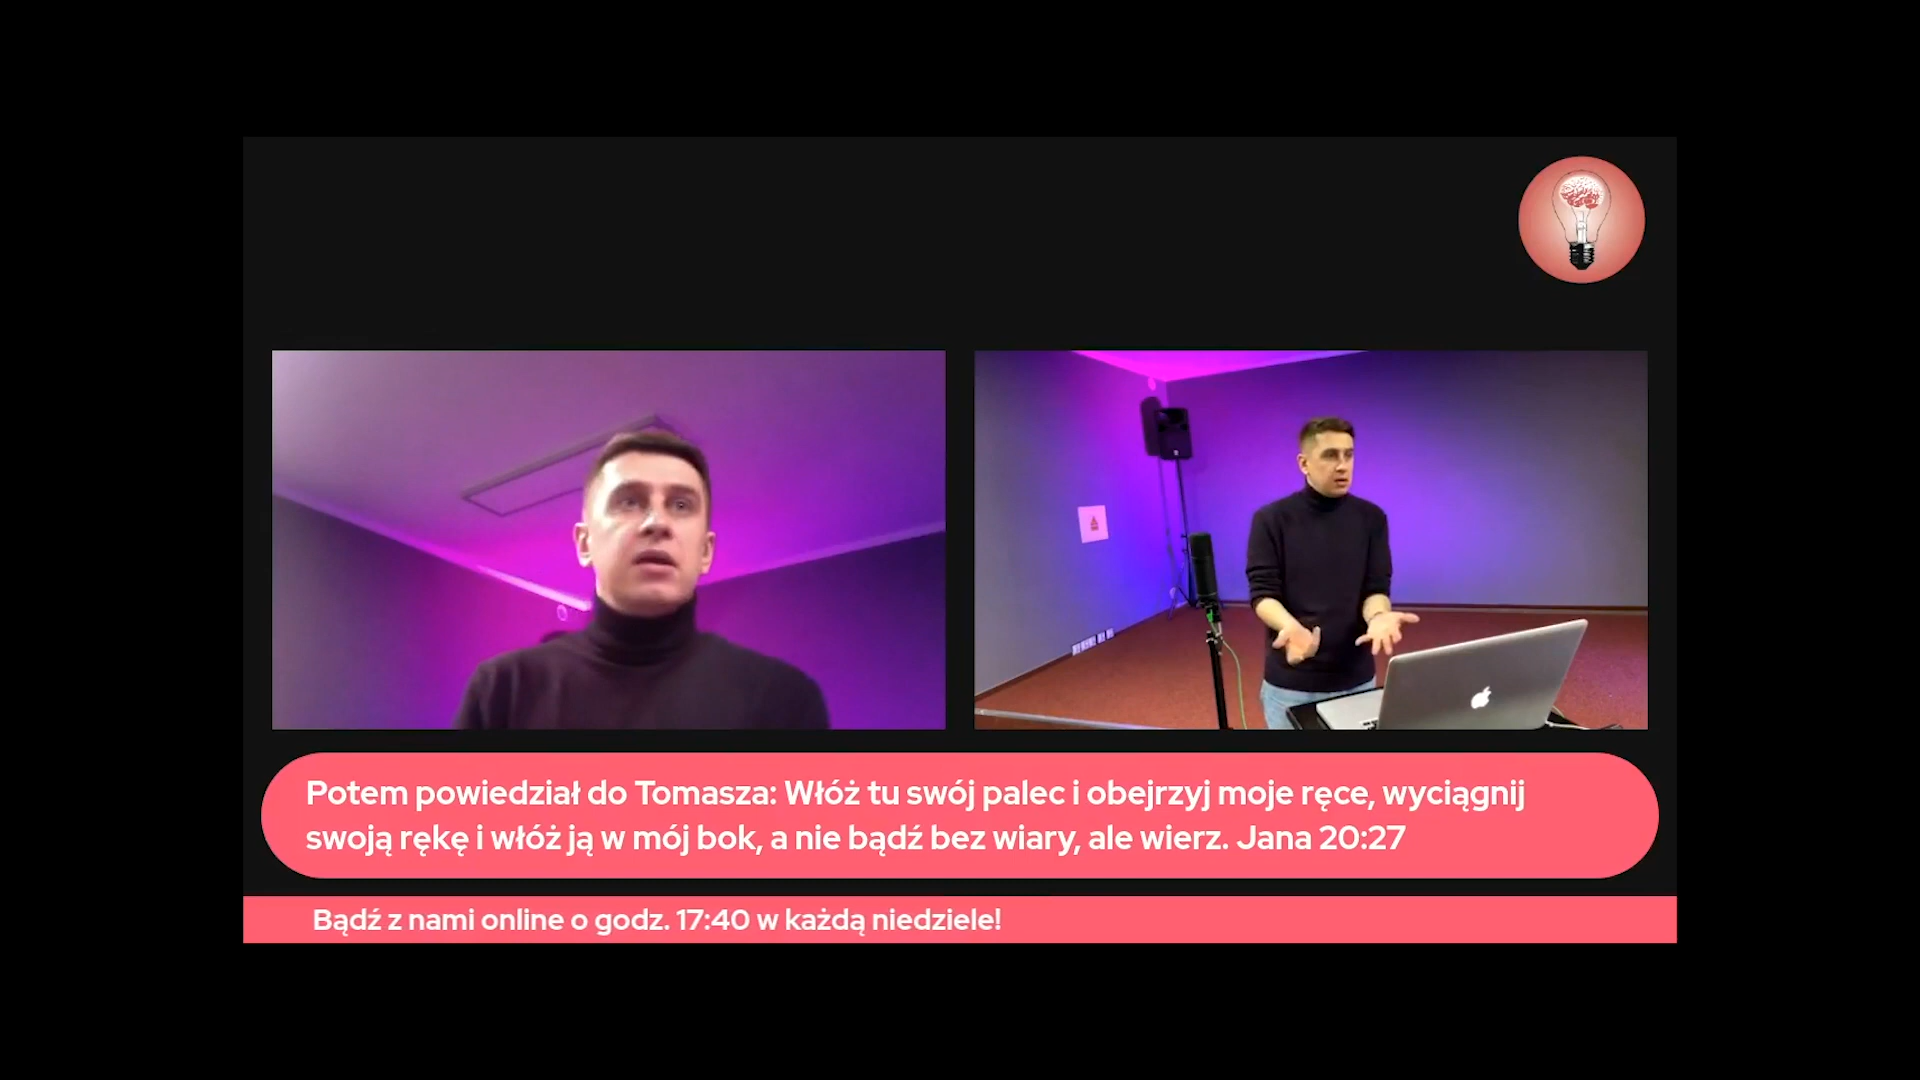 Potem powiedział do Tomasza: Włóż tu swój palec i obejrzyj moje ręce, wyciągnij
swoją rękę i włóż ją w mój bok, a nie bądź bez wiary, ale wierz. Jana 20:27
Bądź z nami online o godz. 17:40 w każdą niedziele!